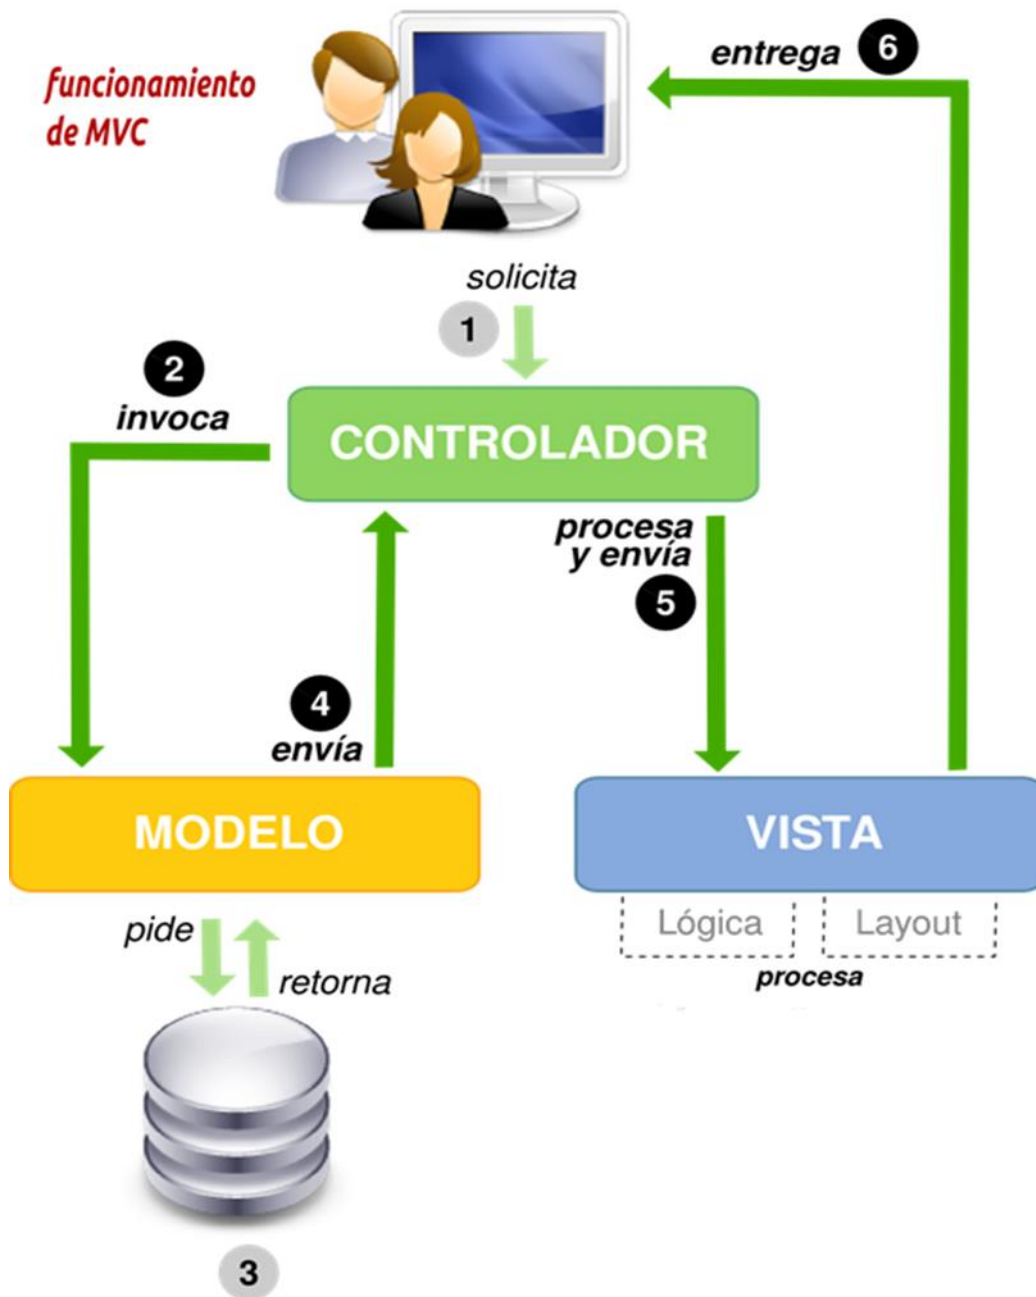 funcionamiento
de MVC
entrega 6
solicita
1
2
invoca
CONTROLADOR
procesa
y envía
5
4
envía
MODELO
VISTA
pide
retorna
Lógica
Layout
procesa
3